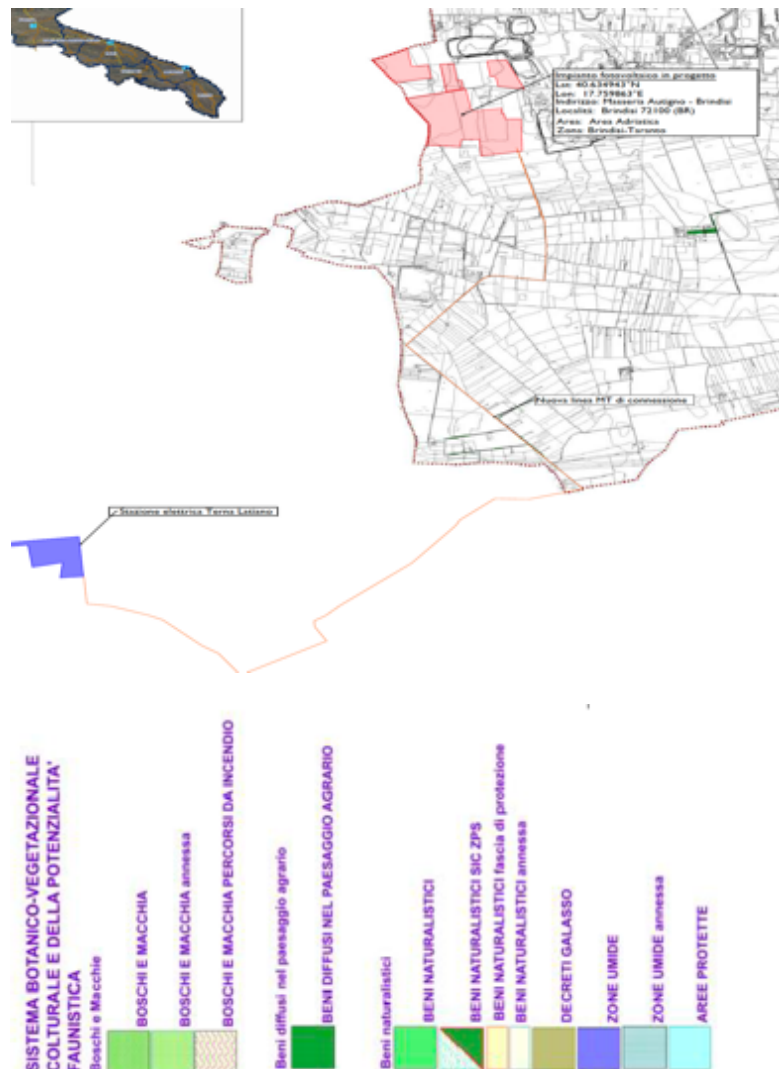 Impianto fotovoltaico in progetto
Lat: 40.634943°N
Lon: 17.759863°E
Indirizzo: Masseria Autigno - Brindisi
Località: Brindisi 72100 (BR)
Area: Area Adriatica
Zona: Brindisi-Taranto
Nuova linea MT di connessione
Stazione elettrica Terna Latiano
SISTEMA BOTANICO-VEGETAZIONALE
COLTURALE E DELLA POTENZIALITA'
FAUNISTICA
Boschi e Macchie
BOSCHI E MACCHIA
BOSCHI E MACCHIA annessa
BOSCHI E MACCHIA PERCORSI DA INCENDIO
Beni diffusi nel paesaggio agrario
BENI DIFFUSI NEL PAESAGGIO AGRARIO
Beni naturalistici
BENI NATURALISTICI
BENI NATURALISTICI SIC ZPS
BENI NATURALISTICI fascia di protezione
BENI NATURALISTICI annessa
DECRETI GALASSO
ZONE UMIDE
ZONE UMIDE annessa
AREE PROTETTE